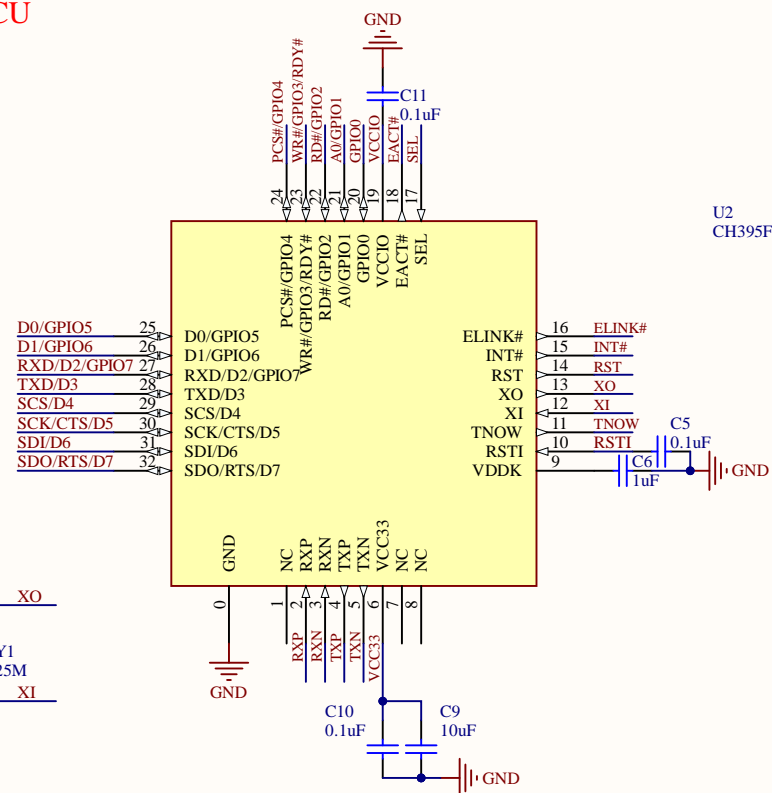 CU
GND
C11
0.1uF
PCS#/GPIO4
WR#/GPIO3/RDY#
RD#/GPIO2
A0/GPIO1
GPIO0
VCCIO
EACT#
SEL
24
23
22
21
20
19
18
17
U2
CH395F
PCS#/GPIO4
WR#/GPIO3/RDY#
RD#/GPIO2
A0/GPIO1
GPIO0
VCCIO
EACT#
SEL
D0/GPIO5 25 D0/GPIO5
D1/GPIO6 26 D1/GPIO6
RXD/D2/GPIO7 27 RXD/D2/GPIO7
TXD/D3 28 TXD/D3
SCS/D4 29 SCS/D4
SCK/CTS/D5 30 SCK/CTS/D5
SDI/D6 31 SDI/D6
SDO/RTS/D7 32 SDO/RTS/D7
ELINK# 16 ELINK#
INT# 15 INT#
RST 14 RST
XO 13 XO
XI 12 XI
TNOW 11 TNOW
RSTI 10 RSTI
VDDK 9
C5
0.1uF
C6
1uF
GND
GND
NC
RXP
RXN
TXP
TXN
VCC33
NC
NC
0
1
2
3
4
5
6
7
8
RXP
RXN
TXP
TXN
VCC33
GND
XO
Y1
25M
XI
C10
0.1uF
C9
10uF
GND